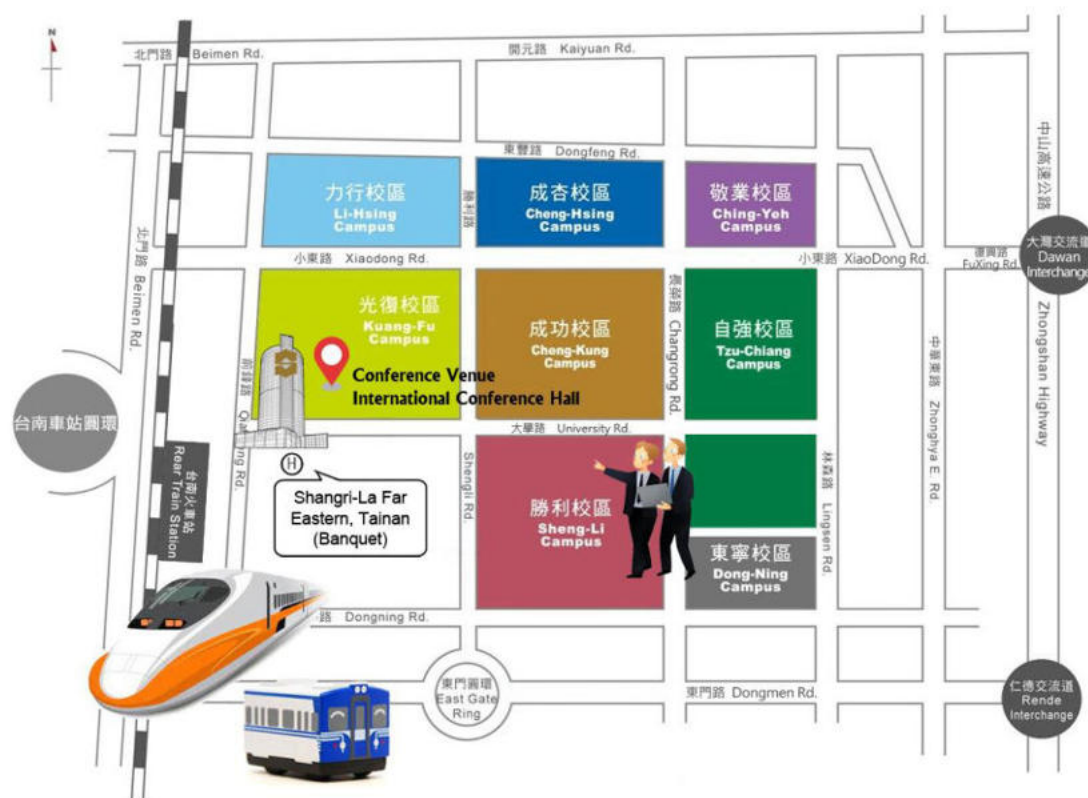 N
北門路 Beimen Rd.
開元路 Kaiyuan Rd.
東豐路 Dongfeng Rd.
力行校區
Li-Hsing
Campus
勝利路
成杏校區
Cheng-Hsing
Campus
敬業校區
Ching-Yeh
Campus
中山高速公路
Zhongshan Highway
大灣交流道
Dawan
Interchange
北門路 Beimen Rd.
小東路 Xiaodong Rd.
小東路 XiaoDong Rd.
復興路
FuXing Rd.
光復校區
Kuang-Fu
Campus
成功校區
Cheng-Kung
Campus
長榮路 Changrong Rd.
自強校區
Tzu-Chiang
Campus
中華東路 Zhonghya E. Rd.
前鋒路
Rd.
Conference Venue
International Conference Hall
台南車站圓環
大學路 University Rd.
台南火車站
Rear Train Station
H
Shangri-La Far
Eastern, Tainan
(Banquet)
Shengli Rd.
勝利校區
Sheng-Li
Campus
林森路 Lingsen Rd.
東寧校區
Dong-Ning
Campus
路 Dongning Rd.
東門圓環
East Gate
Ring
東門路 Dongmen Rd.
仁德交流道
Rende
Interchange